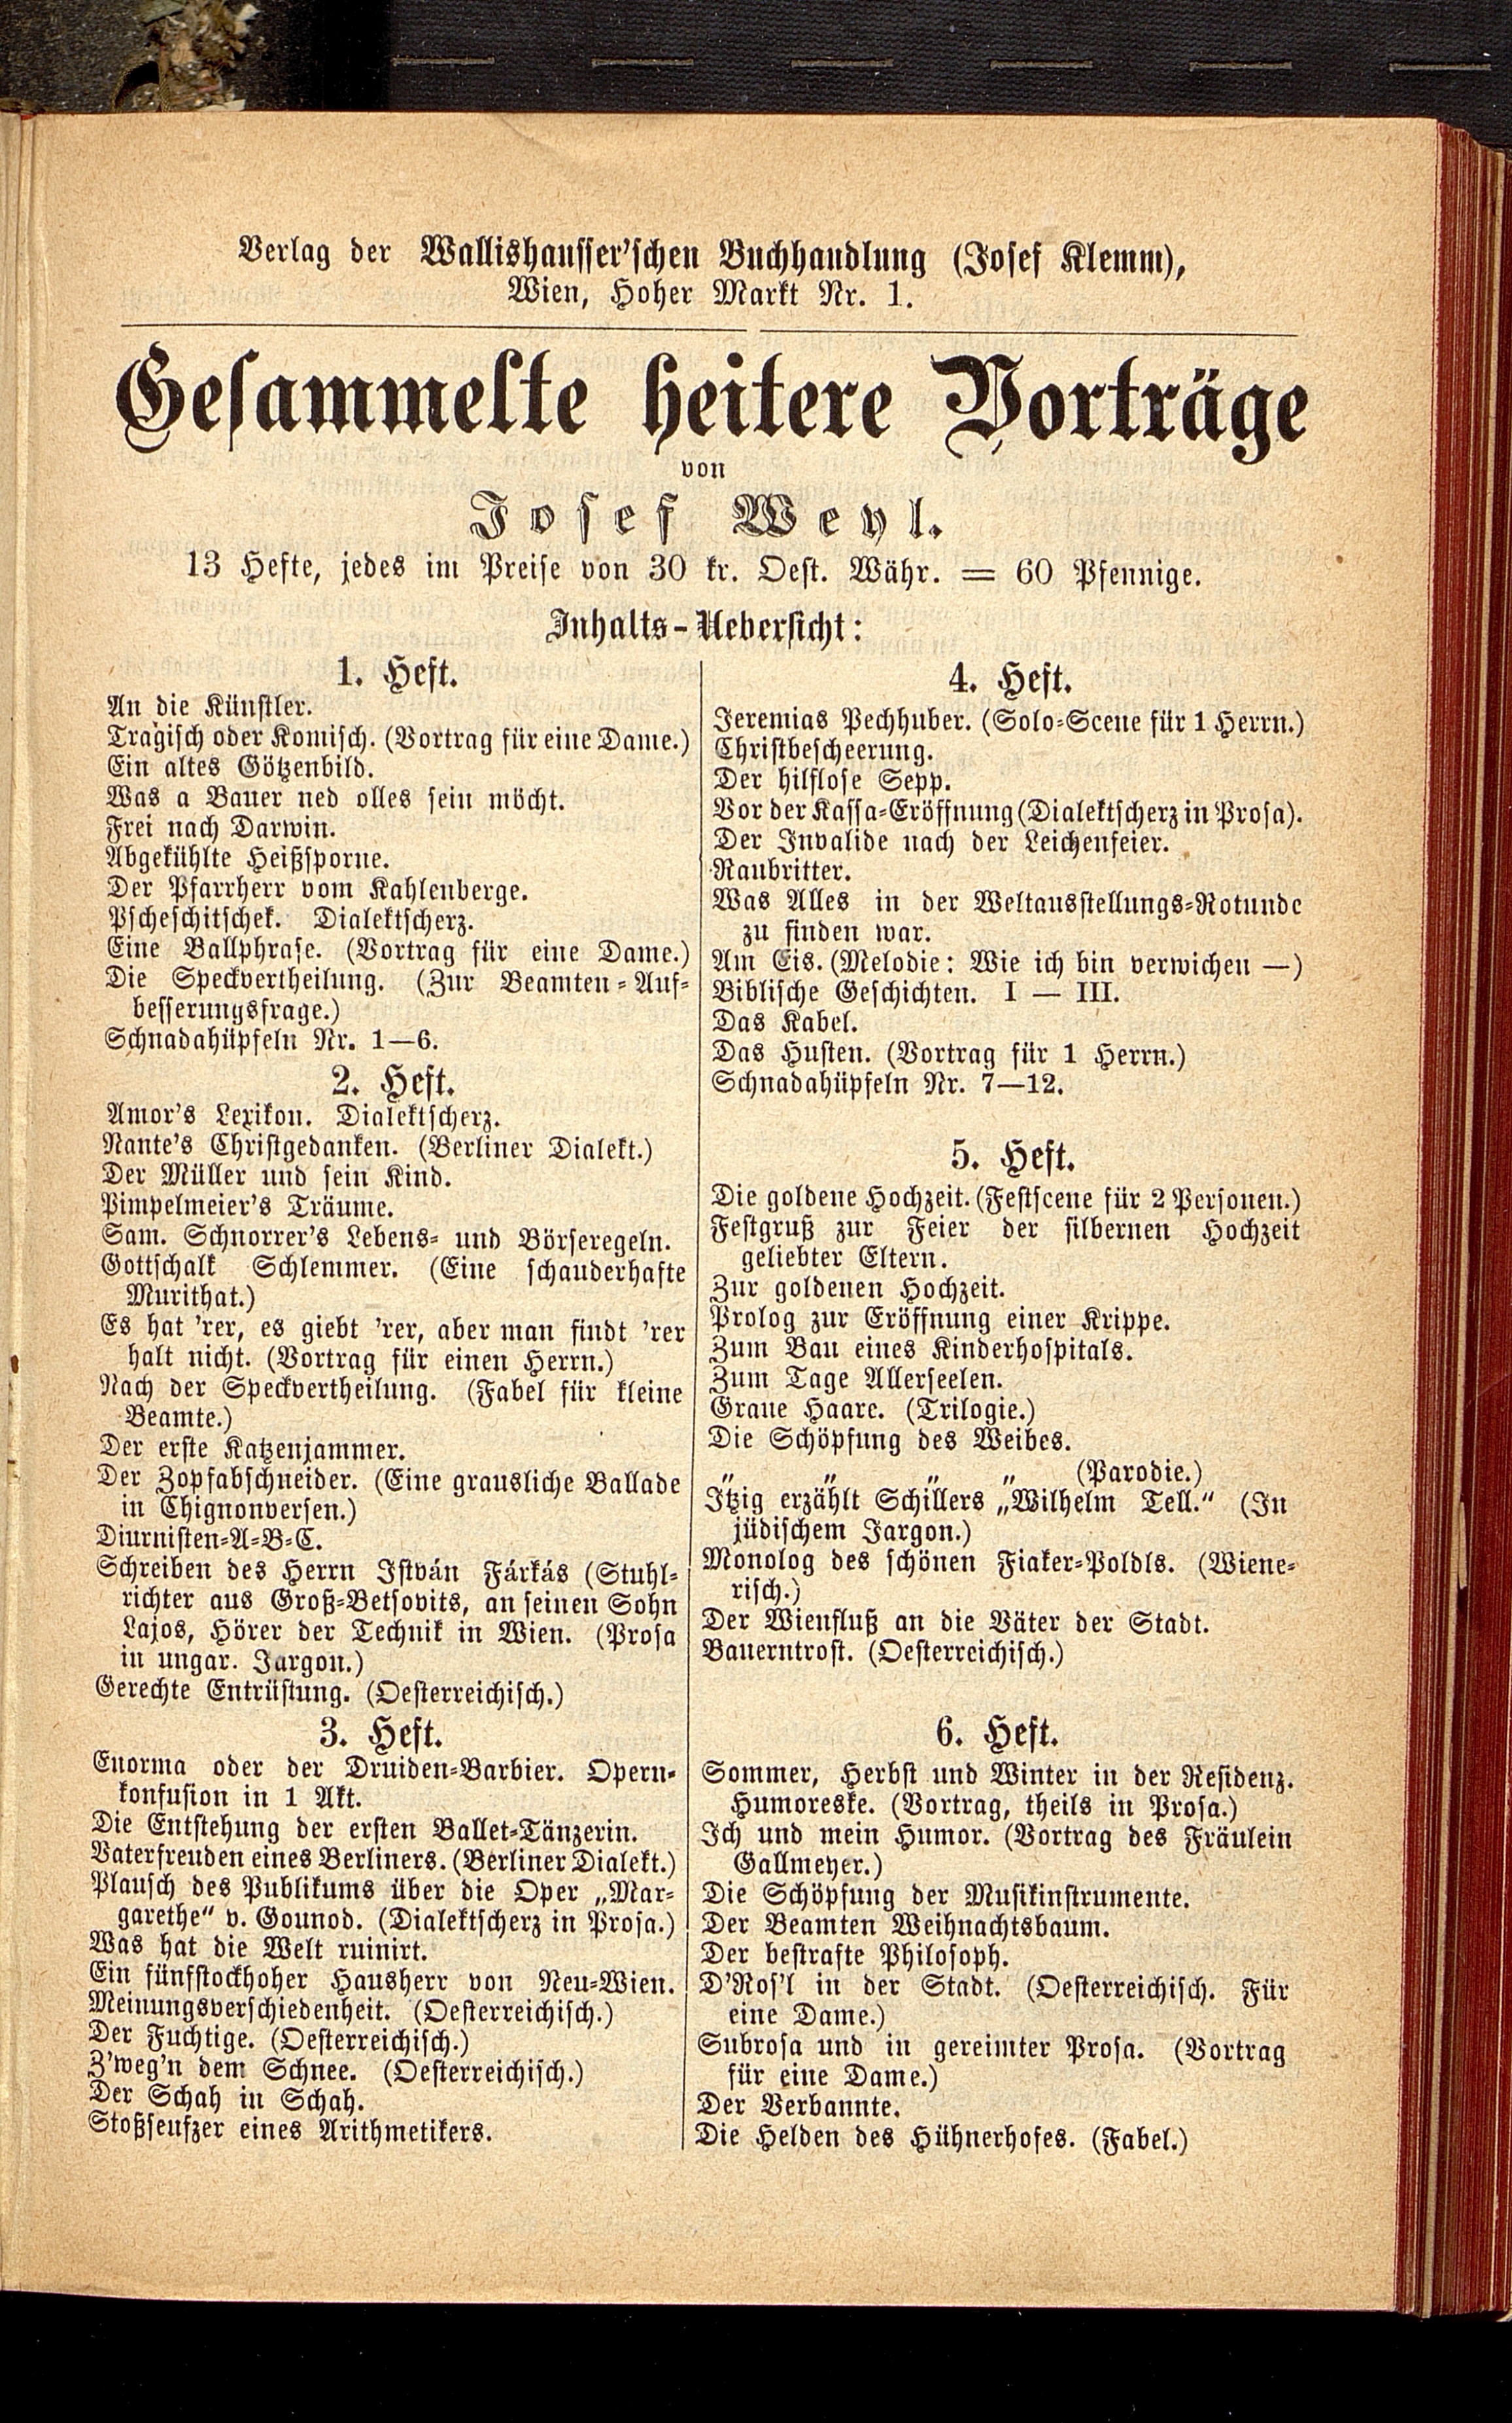 Verlag der Wallishausser'schen Buchhandlung (Josef Klemm),
Wien, Hoher Markt Nr. 1.
Gesammelte heitere Vorträge
von
Josef Weyl.
13 Hefte, jedes im Preise von 30 kr. Oest. Währ. = 60 Pfennige.
Inhalts-Uebersicht:
1. Heft.
An die Künstler.
Tragisch oder Komisch. (Vortrag für eine Dame.)
Ein altes Götzenbild.
Was a Bauer ned olles sein möcht.
Frei nach Darwin.
Abgekühlte Heißsporne.
Der Pfarrherr vom Kahlenberge.
Pscheschitschek. Dialektscherz.
Eine Ballphrase. (Vortrag für eine Dame.)
Die Speckvertheilung. (Zur Beamten-Auf-
besserungsfrage.)
Schnadahüpfeln Nr. 1—6.
2. Heft.
Amor's Lexikon. Dialektscherz.
Nante's Christgedanken. (Berliner Dialekt.)
Der Müller und sein Kind.
Pimpelmeier's Träume.
Sam. Schnorrer's Lebens- und Börseregeln.
Gottschalk Schlemmer. (Eine schauderhafte
Murithat.)
Es hat 'rer, es giebt 'rer, aber man findt 'rer
halt nicht. (Vortrag für einen Herrn.)
Nach der Speckvertheilung. (Fabel für kleine
Beamte.)
Der erste Katzenjammer.
Der Zopfabschneider. (Eine grausliche Ballade
in Chignonversen.)
Diurnisten-A-B-C.
Schreiben des Herrn István Fárkás (Stuhl-
richter aus Groß-Betsovits, an seinen Sohn
Lajos, Hörer der Technik in Wien. (Prosa
in ungar. Jargon.)
Gerechte Entrüstung. (Oesterreichisch.)
3. Heft.
Enorma oder der Druiden-Barbier. Opern-
konfusion in 1 Akt.
Die Entstehung der ersten Ballet-Tänzerin.
Vaterfreuden eines Berliners. (Berliner Dialekt.)
Plausch des Publikums über die Oper „Mar-
garethe“ v. Gounod. (Dialektscherz in Prosa.)
Was hat die Welt ruinirt.
Ein fünfstockhoher Hausherr von Neu-Wien.
Meinungsverschiedenheit. (Oesterreichisch.)
Der Fuchtige. (Oesterreichisch.)
Z'weg'n dem Schnee. (Oesterreichisch.)
Der Schah in Schah.
Stoßseufzer eines Arithmetikers.
4. Heft.
Jeremias Pechhuber. (Solo-Scene für 1 Herrn.)
Christbescheerung.
Der hilflose Sepp.
Vor der Kassa-Eröffnung (Dialektscherz in Prosa).
Der Invalide nach der Leichenfeier.
Raubritter.
Was Alles in der Weltausstellungs-Rotunde
zu finden war.
Am Eis. (Melodie: Wie ich bin verwichen —)
Biblische Geschichten. I — III.
Das Kabel.
Das Husten. (Vortrag für 1 Herrn.)
Schnadahüpfeln Nr. 7—12.
5. Heft.
Die goldene Hochzeit. (Festscene für 2 Personen.)
Festgruß zur Feier der silbernen Hochzeit
geliebter Eltern.
Zur goldenen Hochzeit.
Prolog zur Eröffnung einer Krippe.
Zum Bau eines Kinderhospitals.
Zum Tage Allerseelen.
Graue Haare. (Trilogie.)
Die Schöpfung des Weibes.
„ „ „ „ (Parodie.)
Itzig erzählt Schillers „Wilhelm Tell.“ (In
jüdischem Jargon.)
Monolog des schönen Fiaker-Poldls. (Wiene-
risch.)
Der Wienfluß an die Väter der Stadt.
Bauerntrost. (Oesterreichisch.)
6. Heft.
Sommer, Herbst und Winter in der Residenz.
Humoreske. (Vortrag, theils in Prosa.)
Ich und mein Humor. (Vortrag des Fräulein
Gallmeyer.)
Die Schöpfung der Musikinstrumente.
Der Beamten Weihnachtsbaum.
Der bestrafte Philosoph.
D'Ros'l in der Stadt. (Oesterreichisch. Für
eine Dame.)
Subrosa und in gereimter Prosa. (Vortrag
für eine Dame.)
Der Verbannte.
Die Helden des Hühnerhofes. (Fabel.)